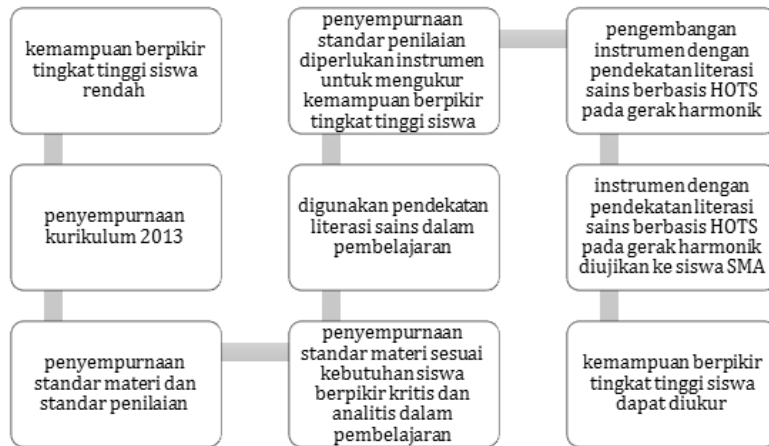 kemampuan berpikir
tingkat tinggi siswa
rendah
penyempurnaan
kurikulum 2013
penyempurnaan
standar materi dan
standar penilaian
penyempurnaan
standar materi sesuai
kebutuhan siswa
berpikir kritis dan
analitis dalam
pembelajaran
digunakan pendekatan
literasi sains dalam
pembelajaran
penyempurnaan
standar penilaian
diperlukan instrumen
untuk mengukur
kemampuan berpikir
tingkat tinggi siswa
pengembangan
instrumen dengan
pendekatan literasi
sains berbasis HOTS
pada gerak harmonik
instrumen dengan
pendekatan literasi
sains berbasis HOTS
pada gerak harmonik
diujikan ke siswa SMA
kemampuan berpikir
tingkat tinggi siswa
dapat diukur